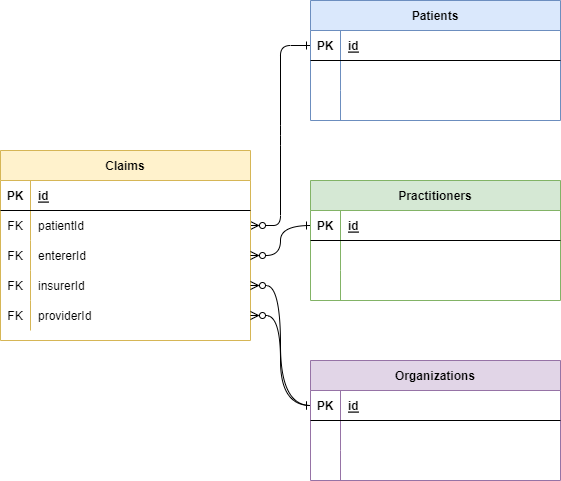 Patients
PK id
Claims
PK id
FK patientId
FK entererId
FK insurerId
FK providerId
Practitioners
PK id
Organizations
PK id